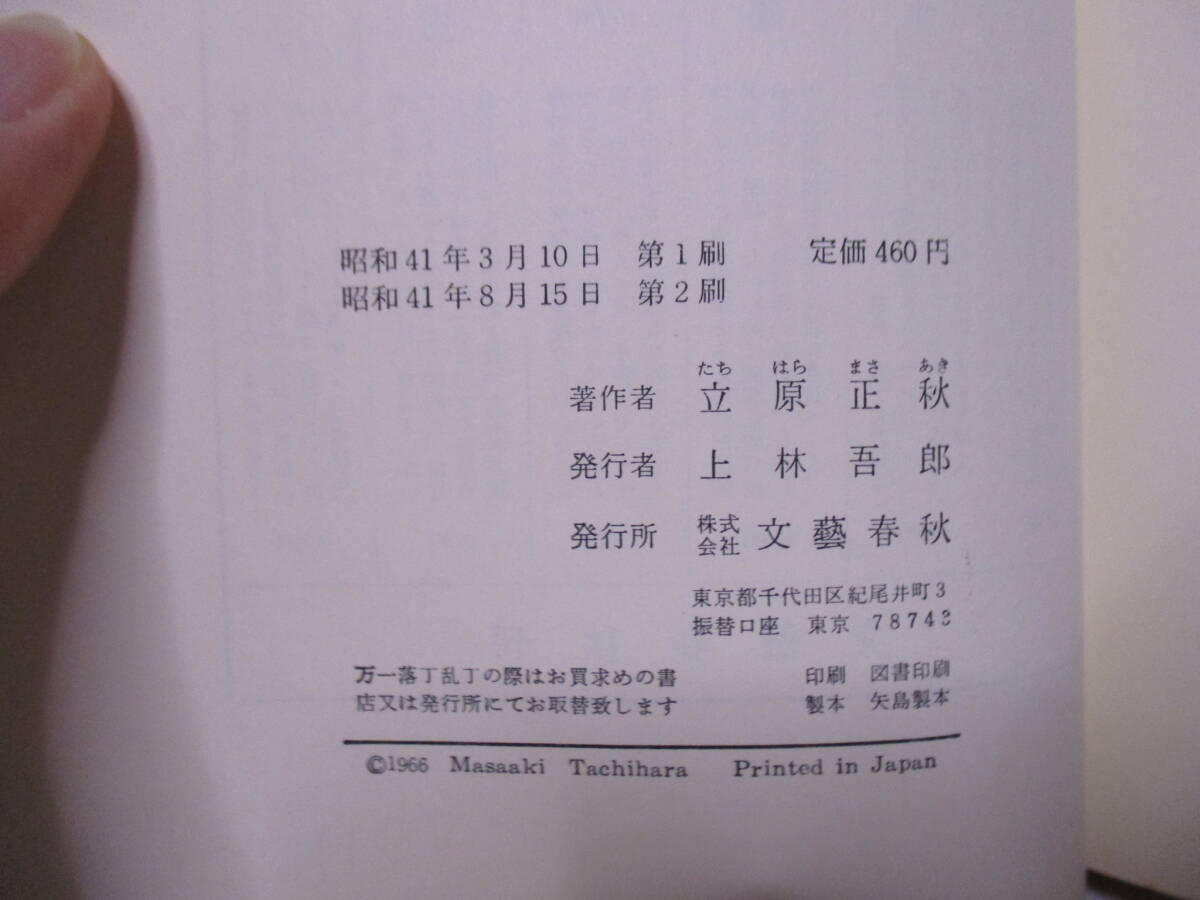 昭和41年3月10日 第1刷 定価460円
昭和41年8月15日 第2刷
たち はら まさ あき
著作者 立原正秋
発行者 上林吾郎
発行所 株式会社 文藝春秋
東京都千代田区紀尾井町3
振替口座 東京 78743
万一落丁乱丁の際はお買求めの書 印刷 図書印刷
店又は発行所にてお取替致します 製本 矢島製本
©1966 Masaaki Tachihara Printed in Japan